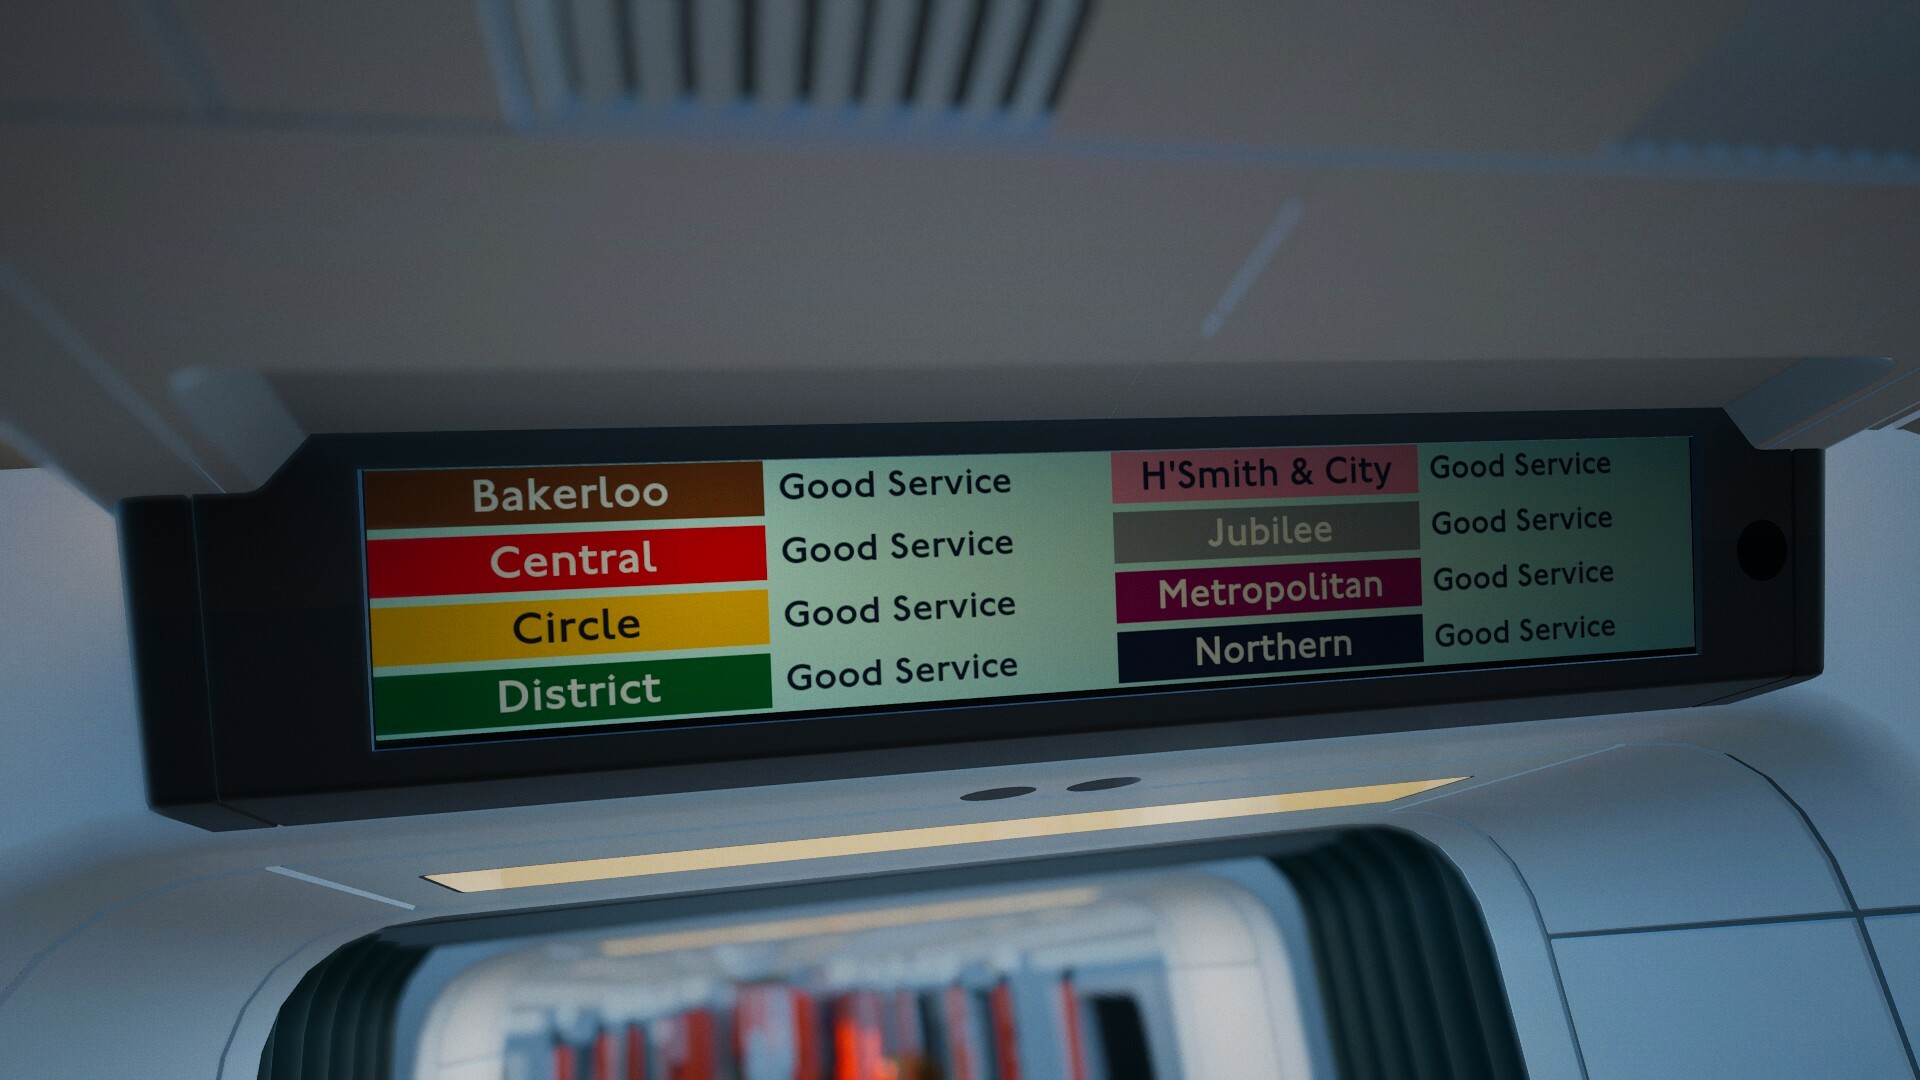 Bakerloo Good Service
Central Good Service
Circle Good Service
District Good Service
H'Smith & City Good Service
Jubilee Good Service
Metropolitan Good Service
Northern Good Service